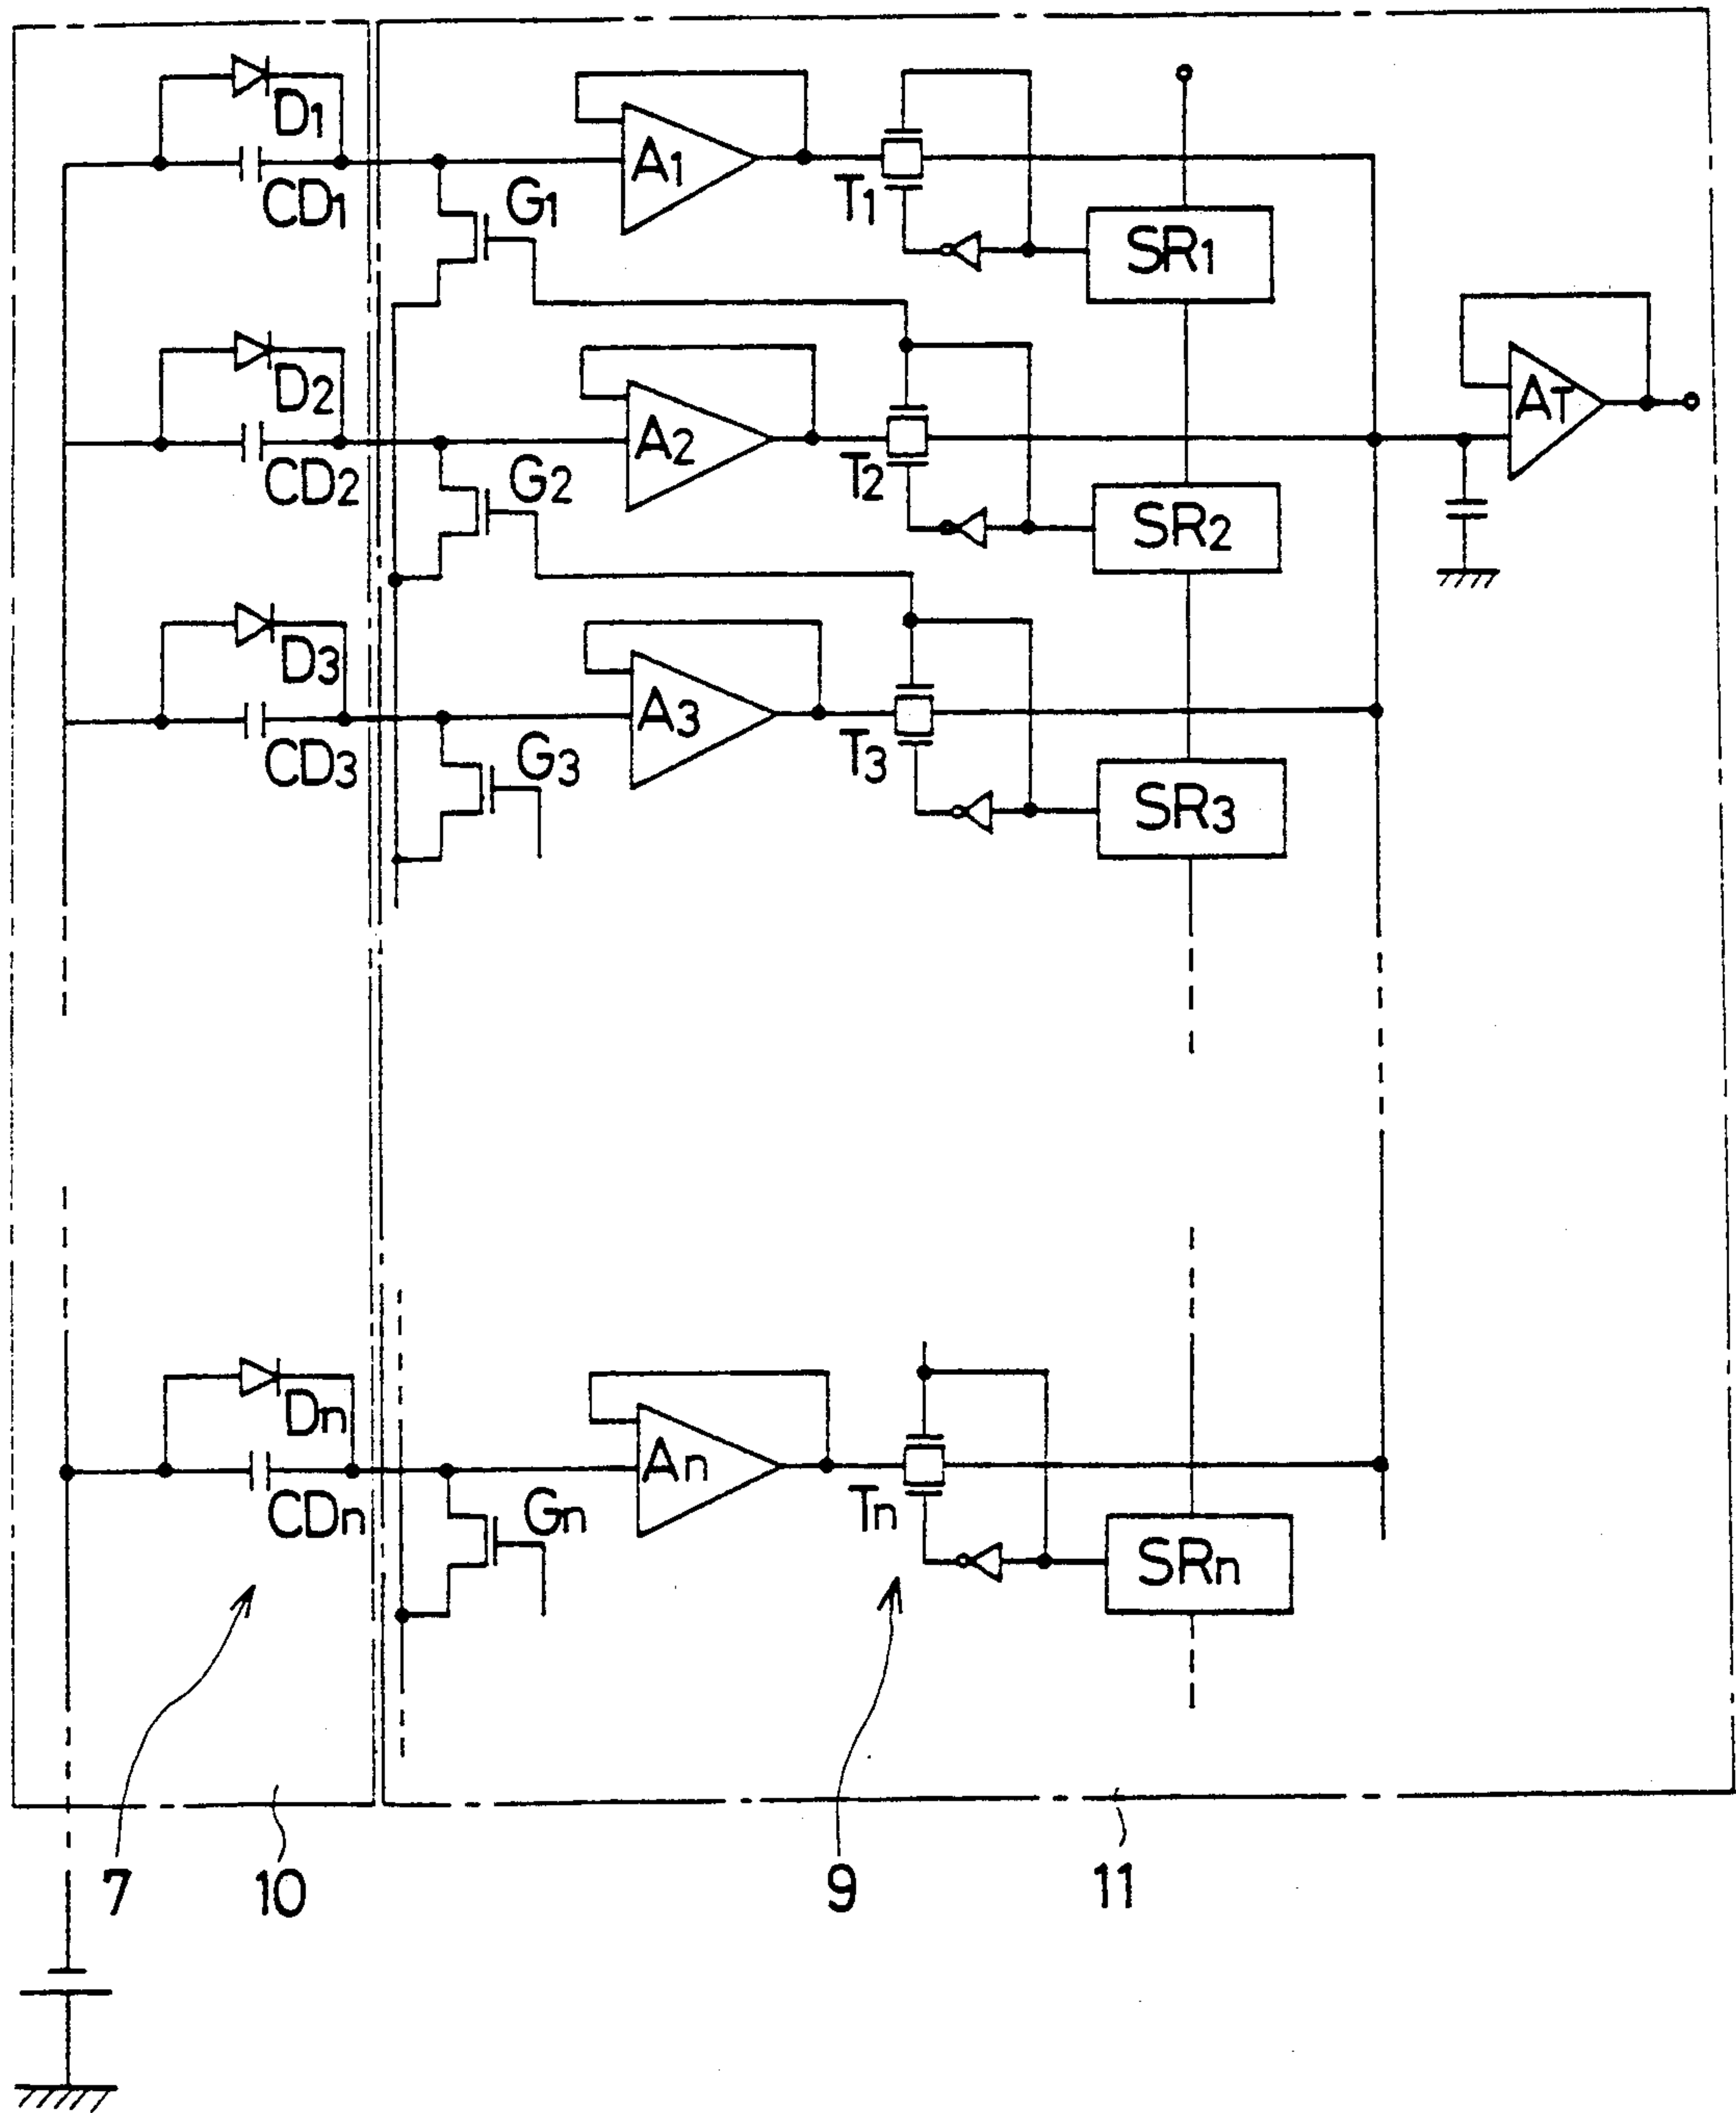 D1
CD1
G1
A1
T1
SR1
D2
CD2
G2
A2
T2
SR2
AT
D3
CD3
G3
A3
T3
SR3
Dn
CDn
Gn
An
Tn
SRn
7
10
9
11